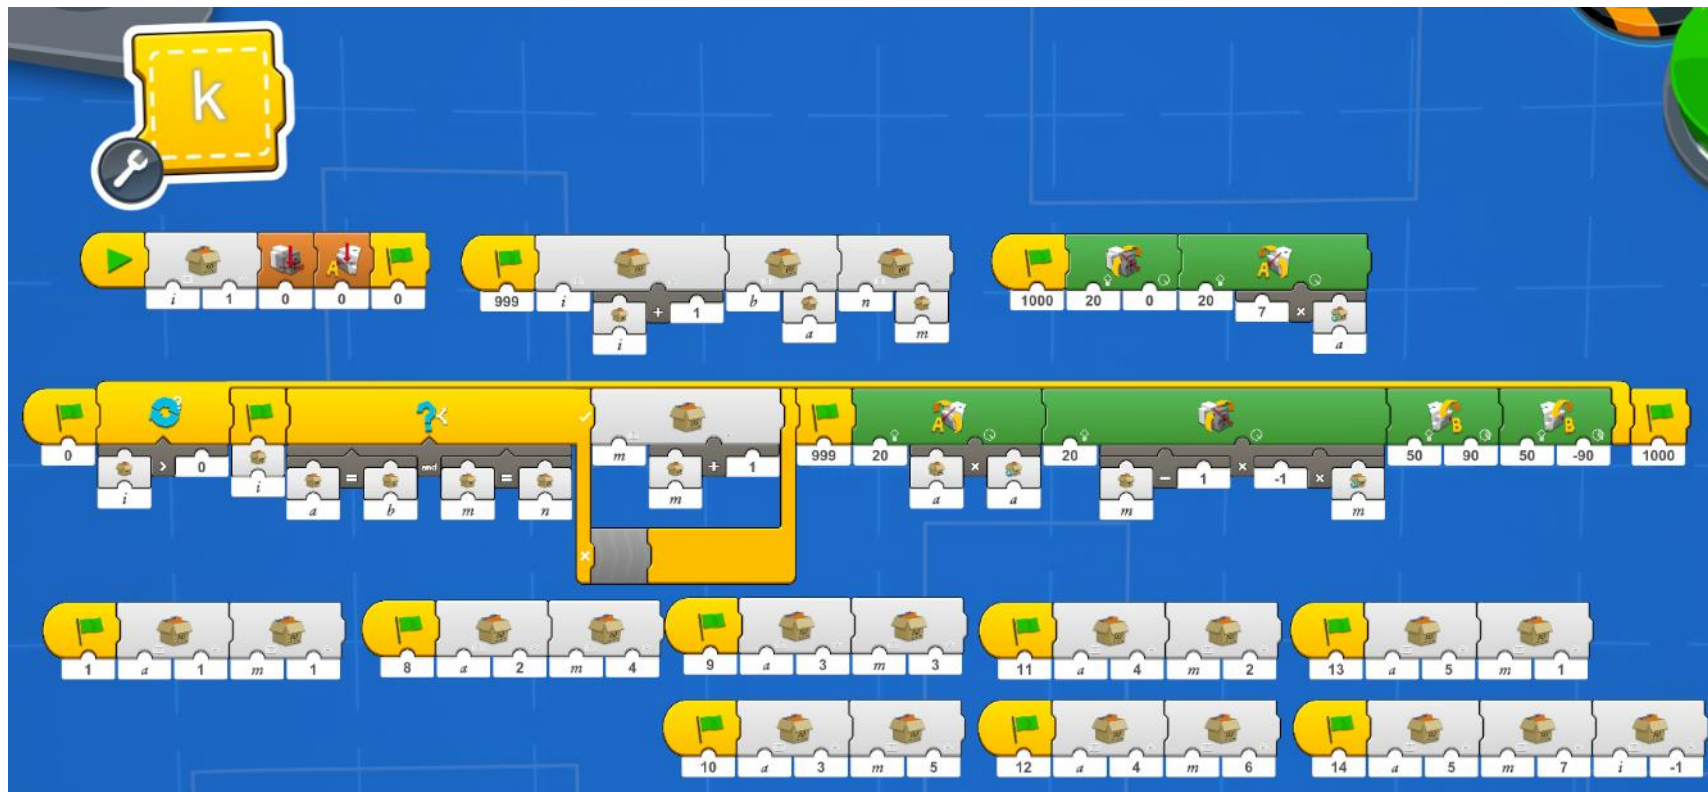 k
i 1 0 0 0
999 i i + 1 b a n m
1000 20 0 20 7 × a
A
A
0 i > 0 i a = b and m = n m m + 1 999 20 a × a 20 m − 1 × -1 × m 50 90 50 -90 1000
A
B
B
1 a 1 m 1
8 a 2 m 4
9 a 3 m 3
11 a 4 m 2
13 a 5 m 1
10 a 3 m 5
12 a 4 m 6
14 a 5 m 7 i -1